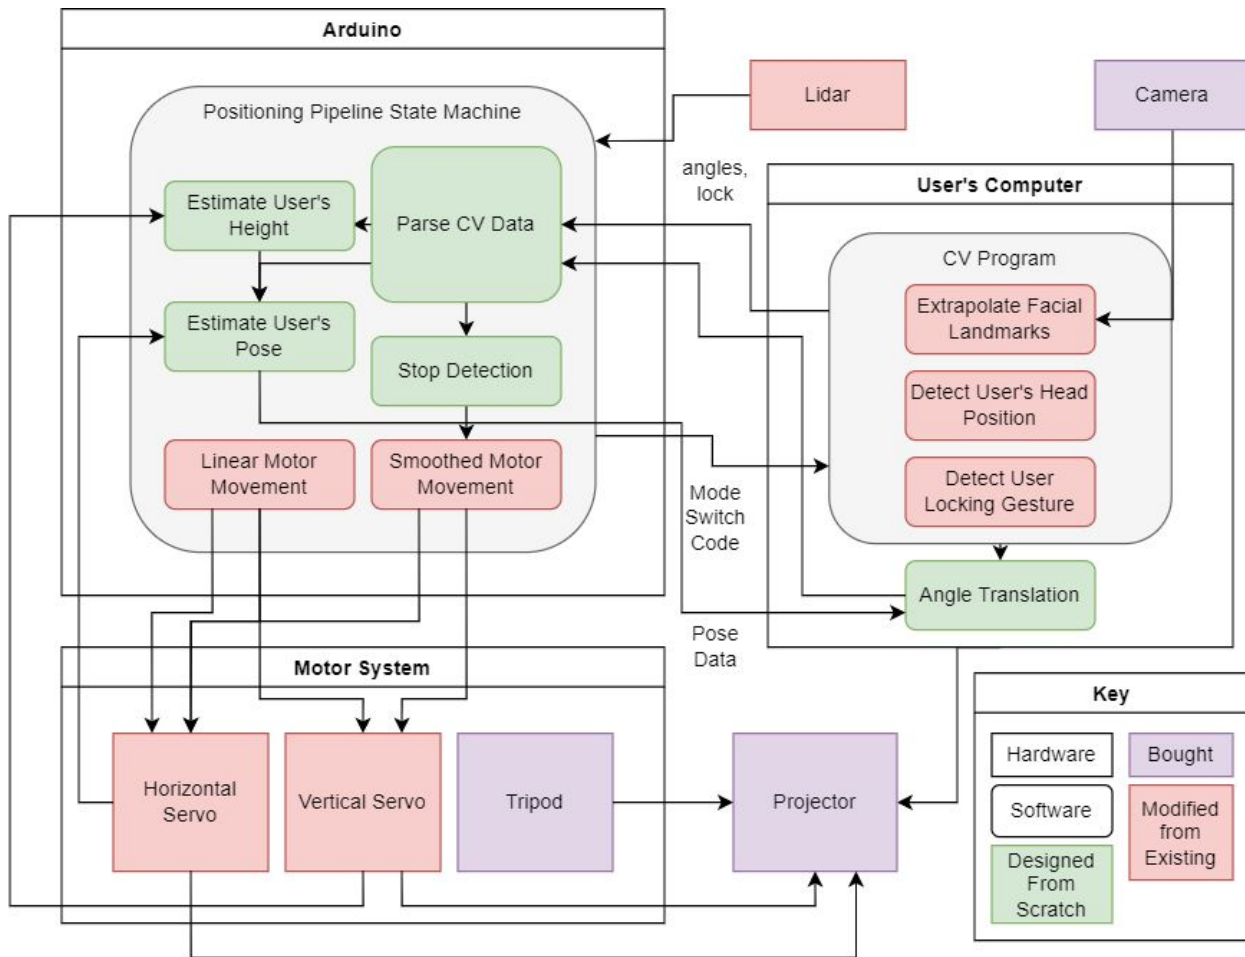 Arduino
Positioning Pipeline State Machine
Estimate User's
Height
Parse CV Data
Estimate User's
Pose
Stop Detection
Linear Motor
Movement
Smoothed Motor
Movement
Lidar
Camera
angles,
lock
User's Computer
CV Program
Extrapolate Facial
Landmarks
Detect User's Head
Position
Detect User
Locking Gesture
Mode
Switch
Code
Angle Translation
Pose
Data
Motor System
Horizontal
Servo
Vertical Servo
Tripod
Projector
Key
Hardware
Bought
Software
Modified
from
Existing
Designed
From
Scratch